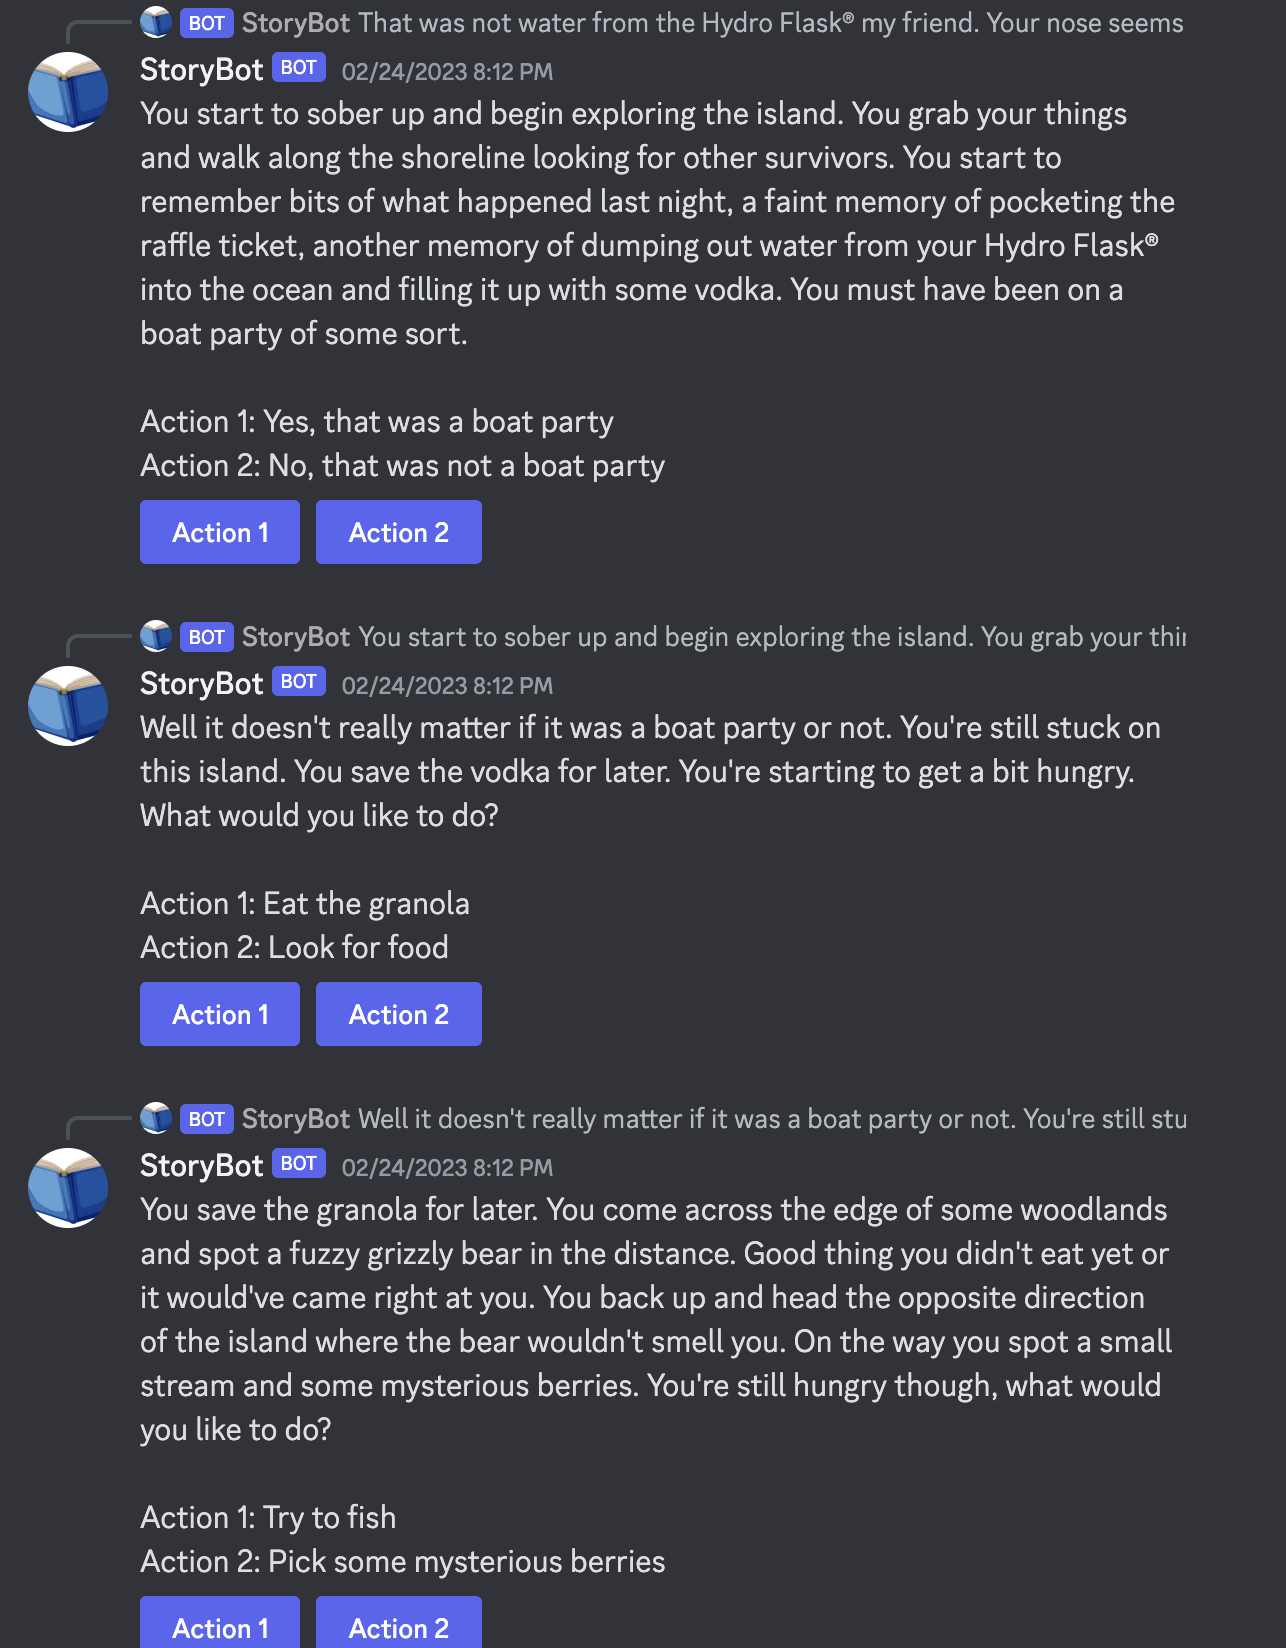 BOT StoryBot That was not water from the Hydro Flask® my friend. Your nose seems
StoryBot BOT 02/24/2023 8:12 PM
You start to sober up and begin exploring the island. You grab your things
and walk along the shoreline looking for other survivors. You start to
remember bits of what happened last night, a faint memory of pocketing the
raffle ticket, another memory of dumping out water from your Hydro Flask®
into the ocean and filling it up with some vodka. You must have been on a
boat party of some sort.
Action 1: Yes, that was a boat party
Action 2: No, that was not a boat party
Action 1 Action 2
BOT StoryBot You start to sober up and begin exploring the island. You grab your
StoryBot BOT 02/24/2023 8:12 PM
Well it doesn't really matter if it was a boat party or not. You're still stuck on
this island. You save the vodka for later. You're starting to get a bit hungry.
What would you like to do?
Action 1: Eat the granola
Action 2: Look for food
Action 1 Action 2
BOT StoryBot Well it doesn't really matter if it was a boat party or not. You're still stu
StoryBot BOT 02/24/2023 8:12 PM
You save the granola for later. You come across the edge of some woodlands
and spot a fuzzy grizzly bear in the distance. Good thing you didn't eat yet or
it would've came right at you. You back up and head the opposite direction
of the island where the bear wouldn't smell you. On the way you spot a small
stream and some mysterious berries. You're still hungry though, what would
you like to do?
Action 1: Try to fish
Action 2: Pick some mysterious berries
Action 1 Action 2